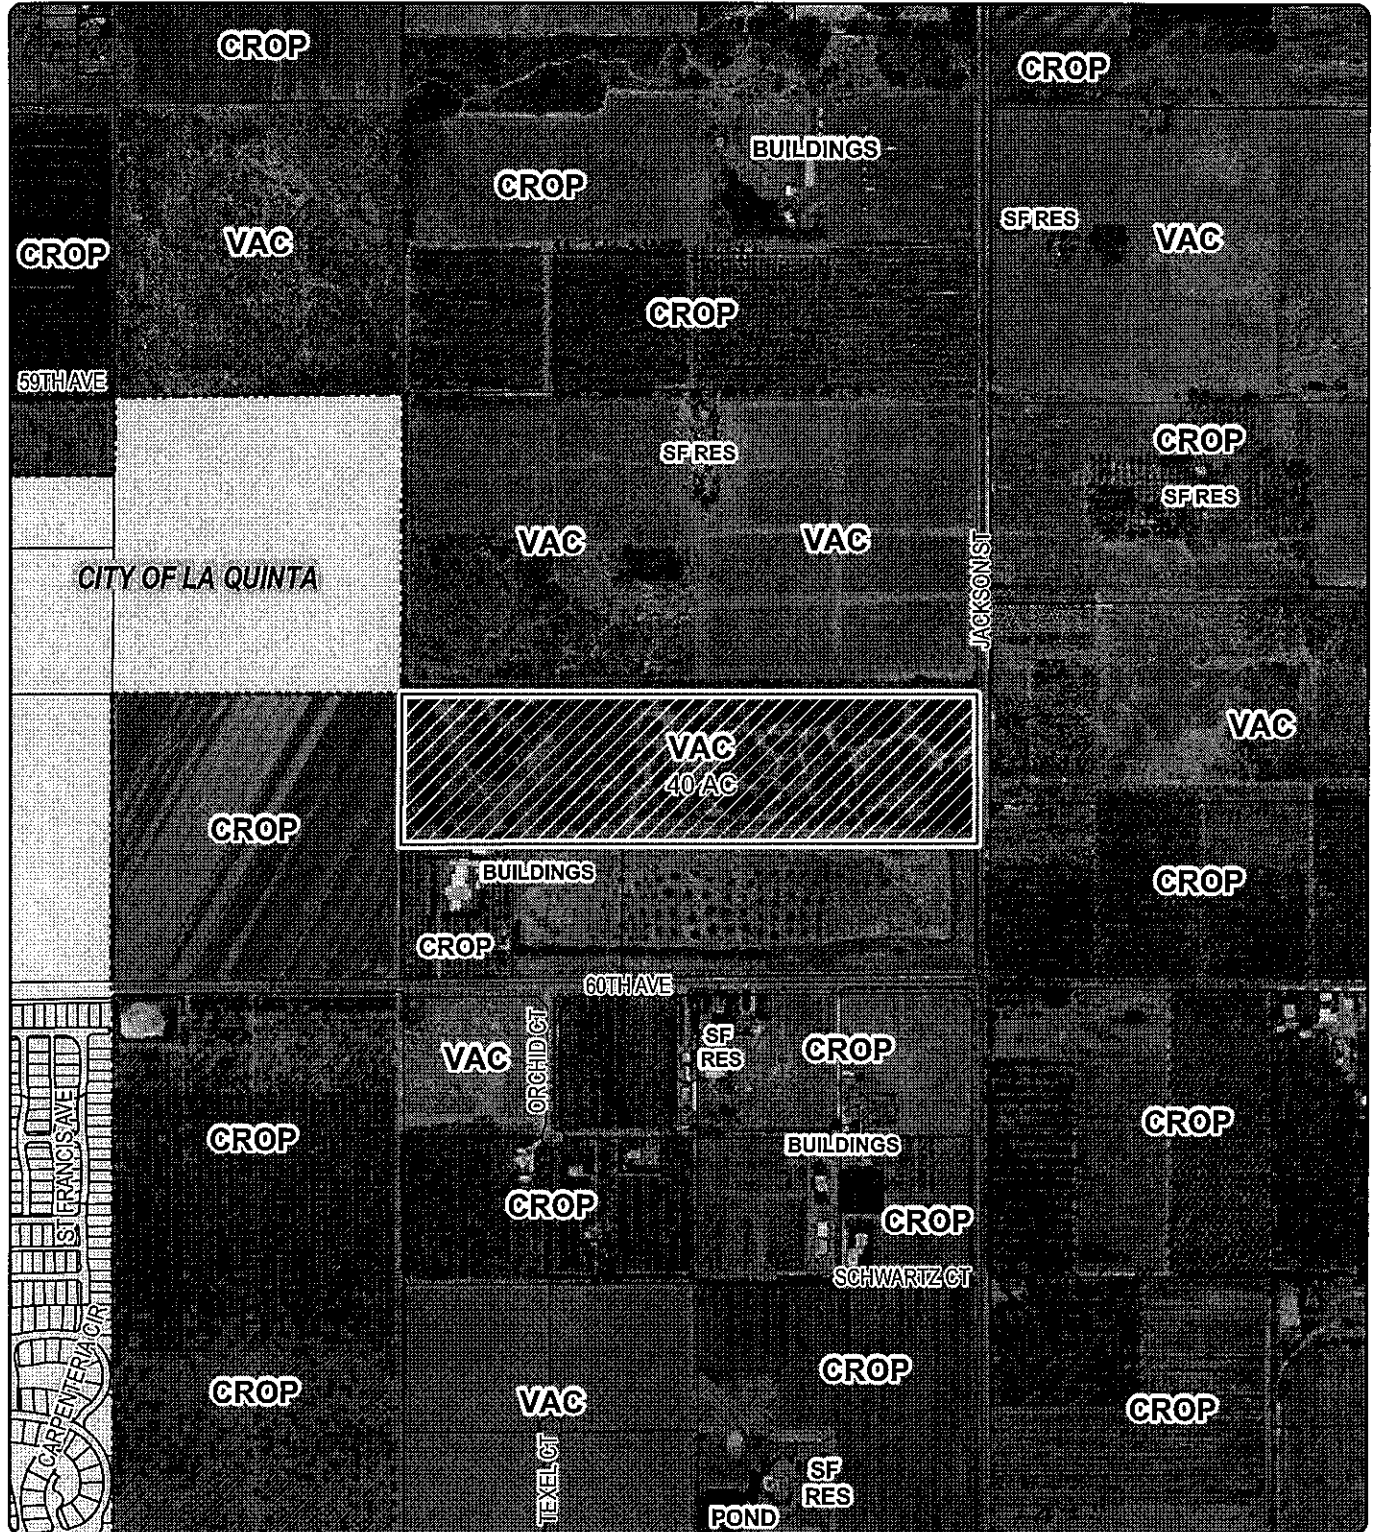 CROP
CROP
BUILDINGS
CROP
SF RES
CROP
VAC
VAC
CROP
59TH AVE
CROP
SF RES
SF RES
VAC
VAC
JACKSON ST
CITY OF LA QUINTA
VAC
VAC
40 AC
CROP
BUILDINGS
CROP
CROP
60TH AVE
SF
RES
CROP
VAC
ORCHID CT
CROP
CROP
BUILDINGS
ST FRANCIS AVE
CROP
CROP
SCHWARTZ CT
CROP
CARPENTERIA CIR
CROP
VAC
CROP
TEXEL CT
SF
RES
POND